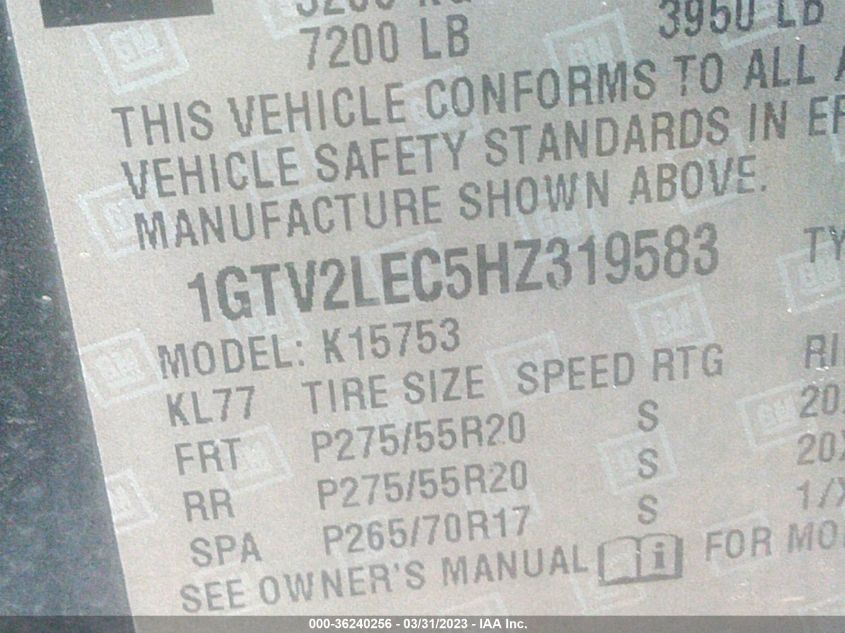 7200 LB 3950 LB
THIS VEHICLE CONFORMS TO ALL
VEHICLE SAFETY STANDARDS IN
MANUFACTURE SHOWN ABOVE.
1GTV2LEC5HZ319583
MODEL: K15753
KL77 TIRE SIZE SPEED RTG
FRT P275/55R20 S
RR P275/55R20 S
SPA P265/70R17 S
SEE OWNER'S MANUAL FOR
000-36240256 - 03/31/2023 - IAA Inc.